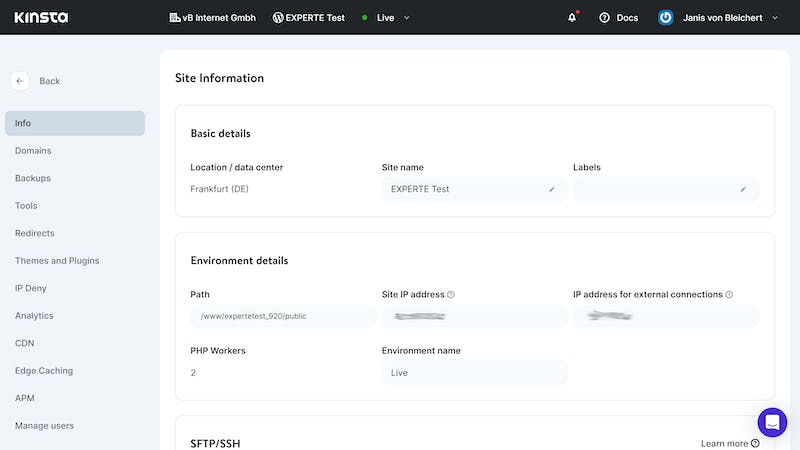 KINSTA
vB Internet Gmbh
EXPERTE Test
Live
Docs
Janis von Bleichert
Back
Info
Domains
Backups
Tools
Redirects
Themes and Plugins
IP Deny
Analytics
CDN
Edge Caching
APM
Manage users
Site Information
Basic details
Location / data center
Site name
Labels
Frankfurt (DE)
EXPERTE Test
Environment details
Path
Site IP address
IP address for external connections
/www/expertetest_920/public
PHP Workers
Environment name
2
Live
SFTP/SSH
Learn more